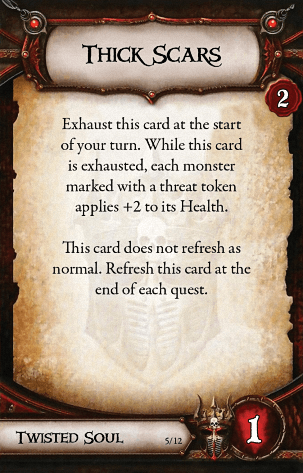 Thick Scars
2
Exhaust this card at the start
of your turn. While this card
is exhausted, each monster
marked with a threat token
applies +2 to its Health.
This card does not refresh as
normal. Refresh this card at the
end of each quest.
Twisted Soul
5/12
1